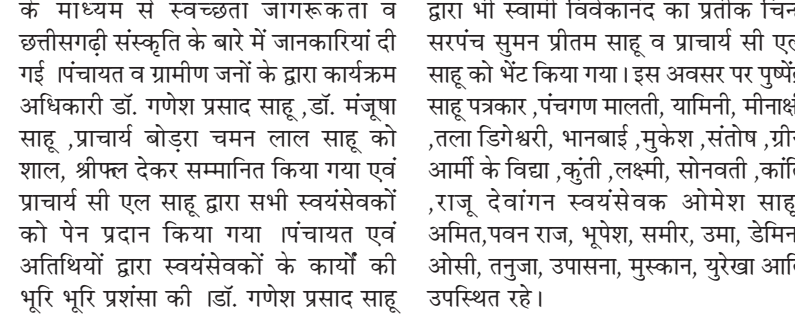 के माध्यम से स्वच्छता जागरूकता व
छत्तीसगढ़ी संस्कृति के बारे में जानकारियां दी
गई ।पंचायत व ग्रामीण जनों के द्वारा कार्यक्रम
अधिकारी डॉ. गणेश प्रसाद साहू ,डॉ. मंजूषा
साहू ,प्राचार्य बोड़रा चमन लाल साहू को
शाल, श्रीफल देकर सम्मानित किया गया एवं
प्राचार्य सी एल साहू द्वारा सभी स्वयंसेवकों
को पेन प्रदान किया गया ।पंचायत एवं
अतिथियों द्वारा स्वयंसेवकों के कार्यों की
भूरि भूरि प्रशंसा की ।डॉ. गणेश प्रसाद साहू
द्वारा भी स्वामी विवेकानंद का प्रतीक
सरपंच सुमन प्रीतम साहू व प्राचार्य सी
साहू को भेंट किया गया। इस अवसर पर
साहू पत्रकार ,पंचगण मालती, यामिनी,
,तला डिगेश्वरी, भानबाई ,मुकेश ,संतोष
आर्मी के विद्या ,कुंती ,लक्ष्मी, सोनवती
,राजू देवांगन स्वयंसेवक ओमेश साहू
अमित,पवन राज, भूपेश, समीर, उमा,
ओसी, तनुजा, उपासना, मुस्कान, युरेखा
उपस्थित रहे।